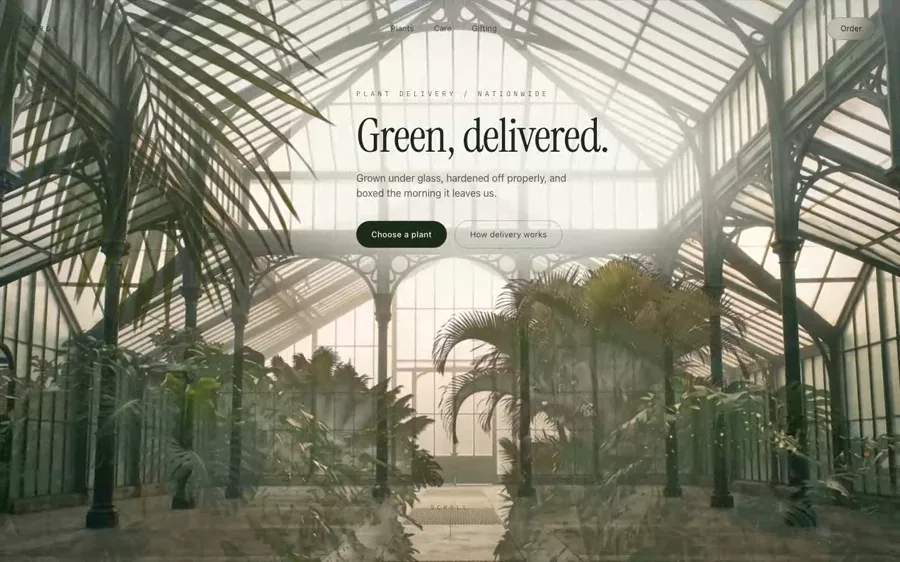 Plants Care Gifting
Order
PLANT DELIVERY / NATIONWIDE
Green, delivered.
Grown under glass, hardened off properly, and
boxed the morning it leaves us.
Choose a plant
How delivery works
SCROLL